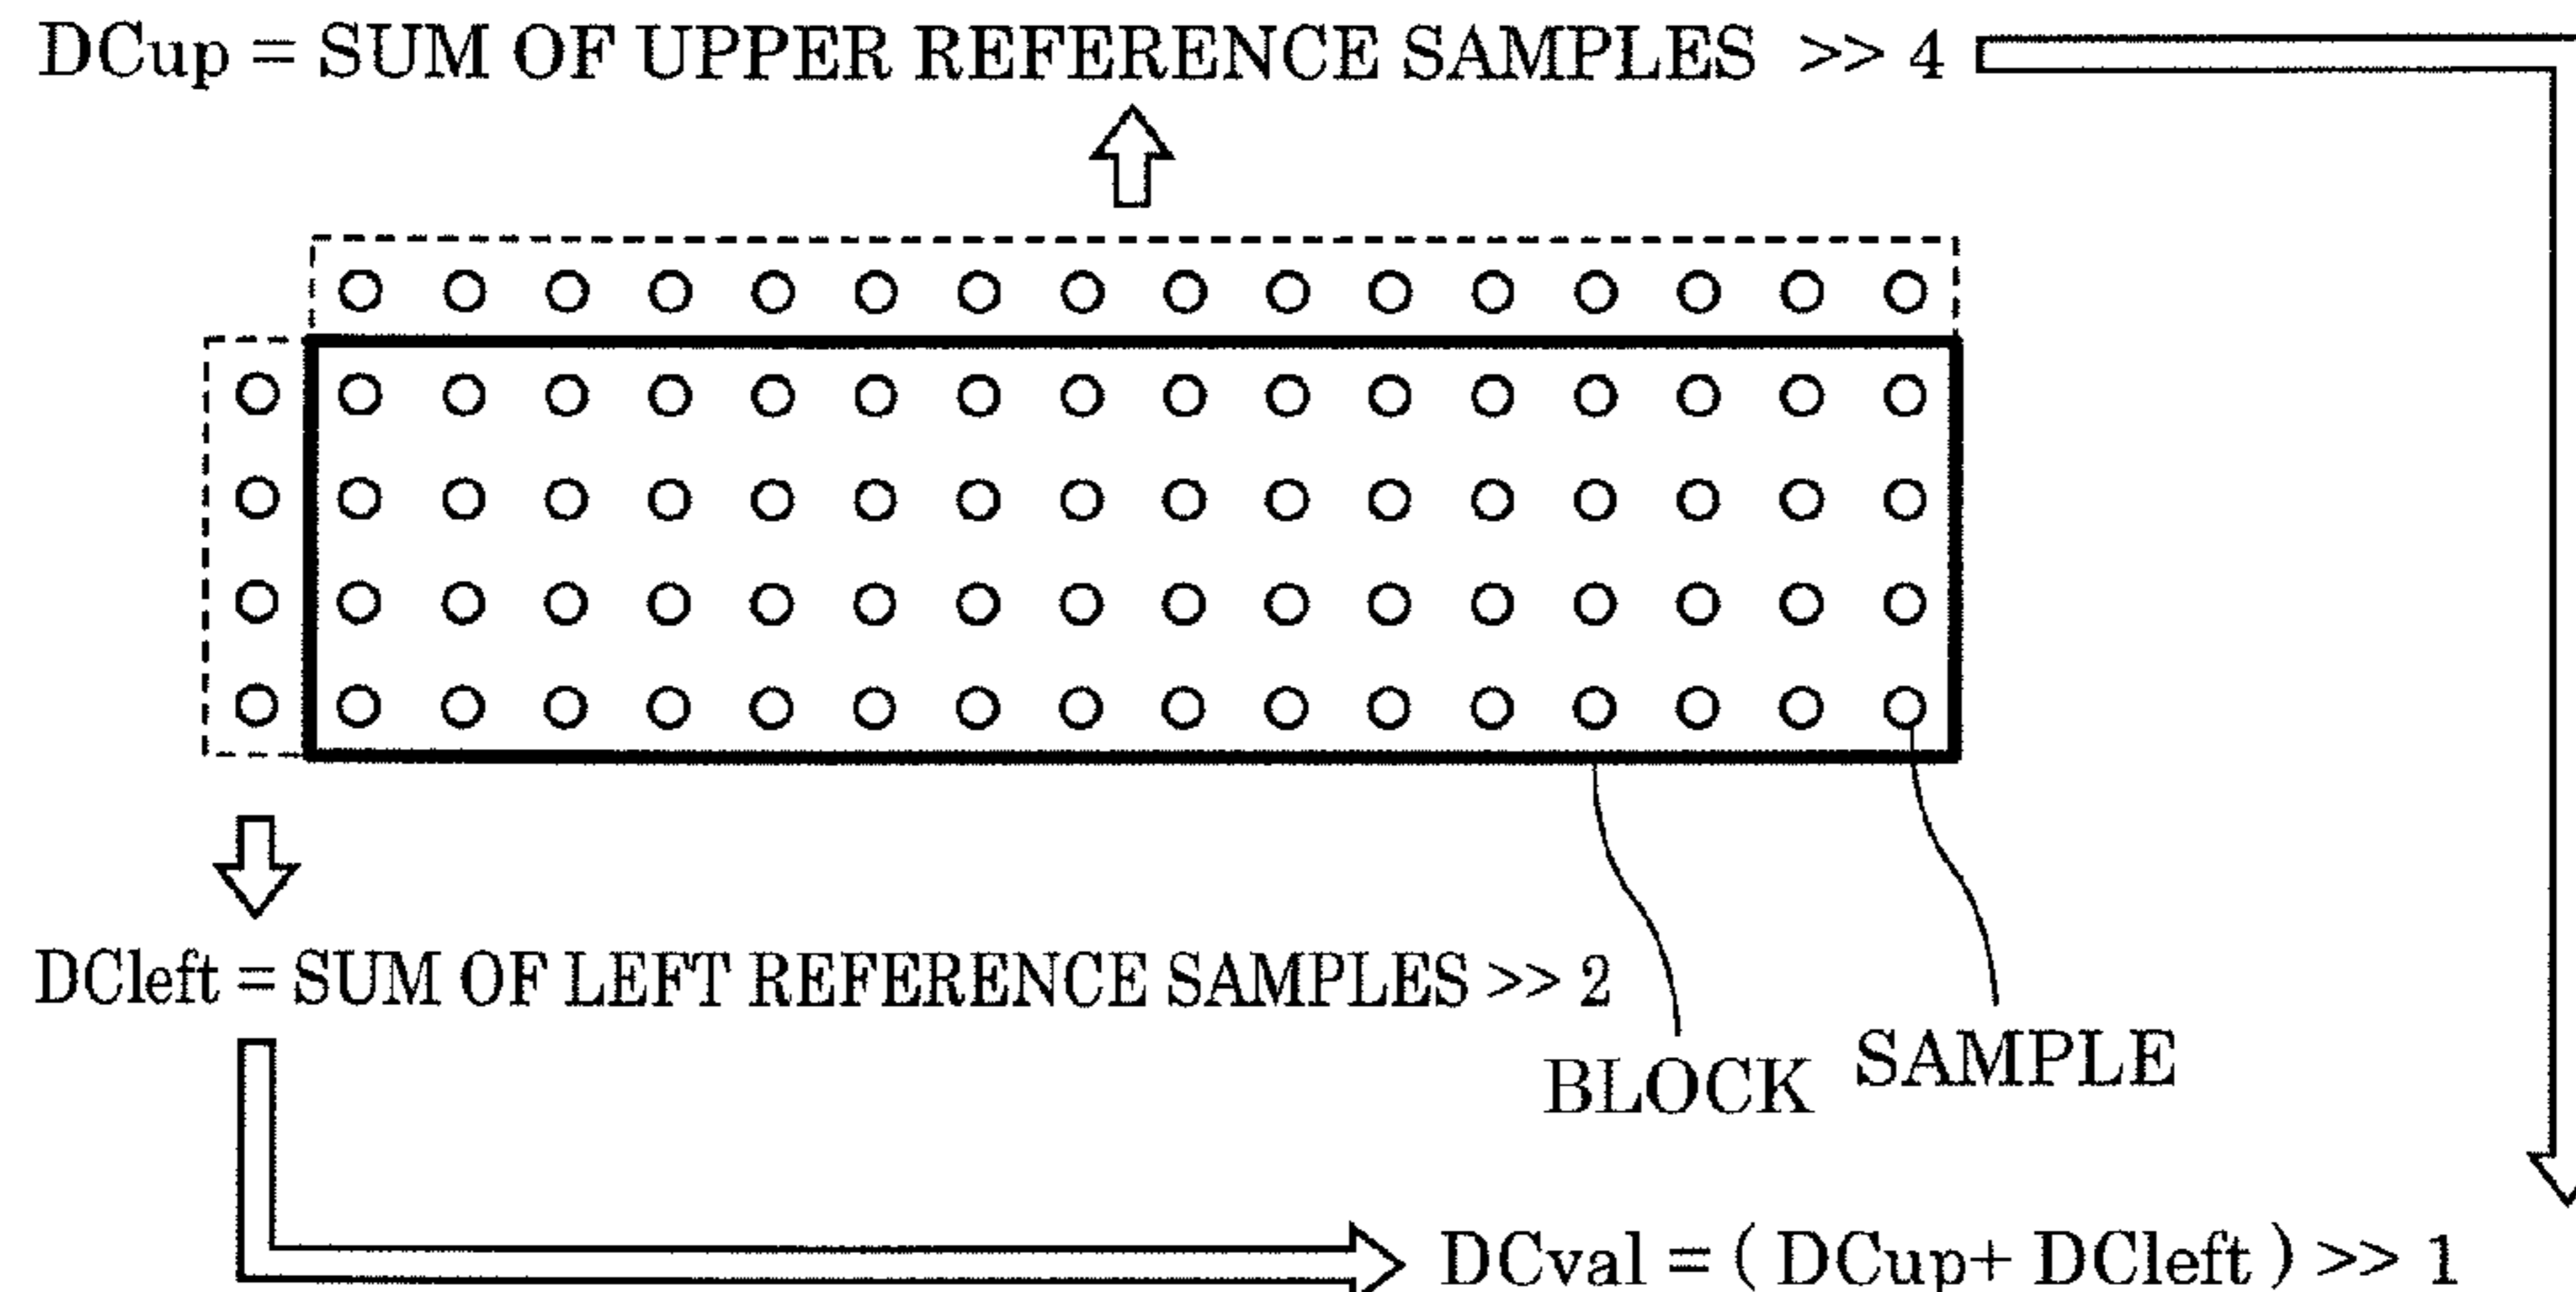 DCup = SUM OF UPPER REFERENCE SAMPLES >> 4
DCleft = SUM OF LEFT REFERENCE SAMPLES >> 2
BLOCK
SAMPLE
DCval = ( DCup+ DCleft ) >> 1